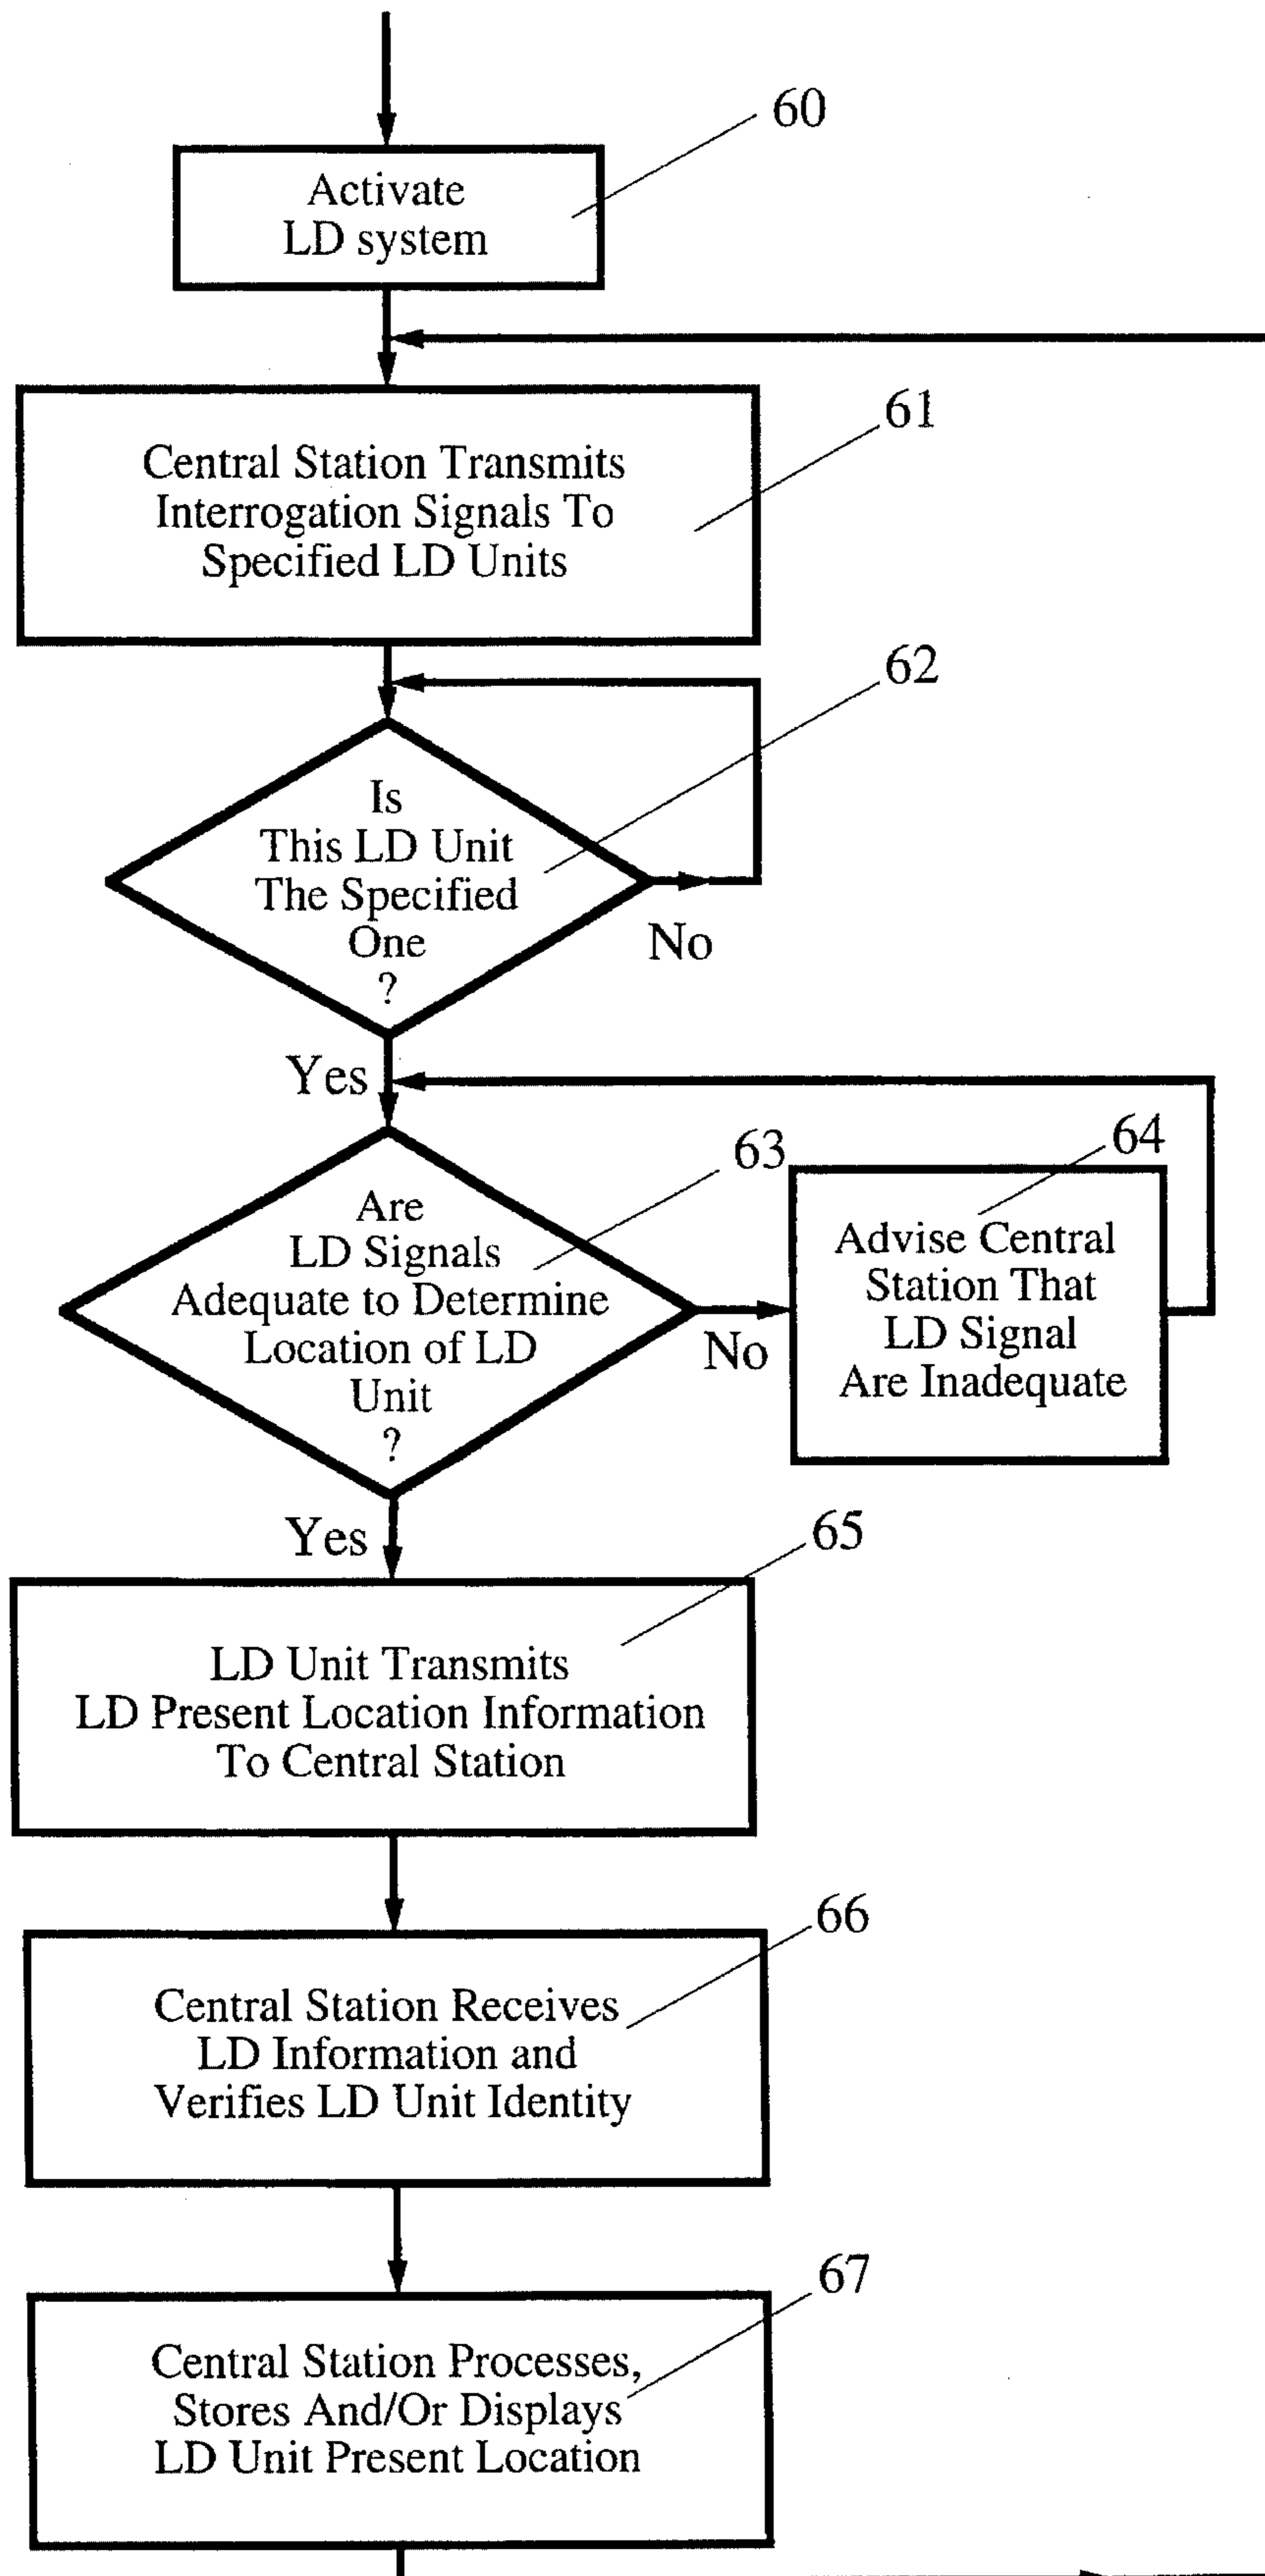 60
Activate
LD system
61
Central Station Transmits
Interrogation Signals To
Specified LD Units
62
Is
This LD Unit
The Specified
One
?
No
Yes
63
Are
LD Signals
Adequate to Determine
Location of LD
Unit
?
No
64
Advise Central
Station That
LD Signal
Are Inadequate
Yes
65
LD Unit Transmits
LD Present Location Information
To Central Station
66
Central Station Receives
LD Information and
Verifies LD Unit Identity
67
Central Station Processes,
Stores And/Or Displays
LD Unit Present Location